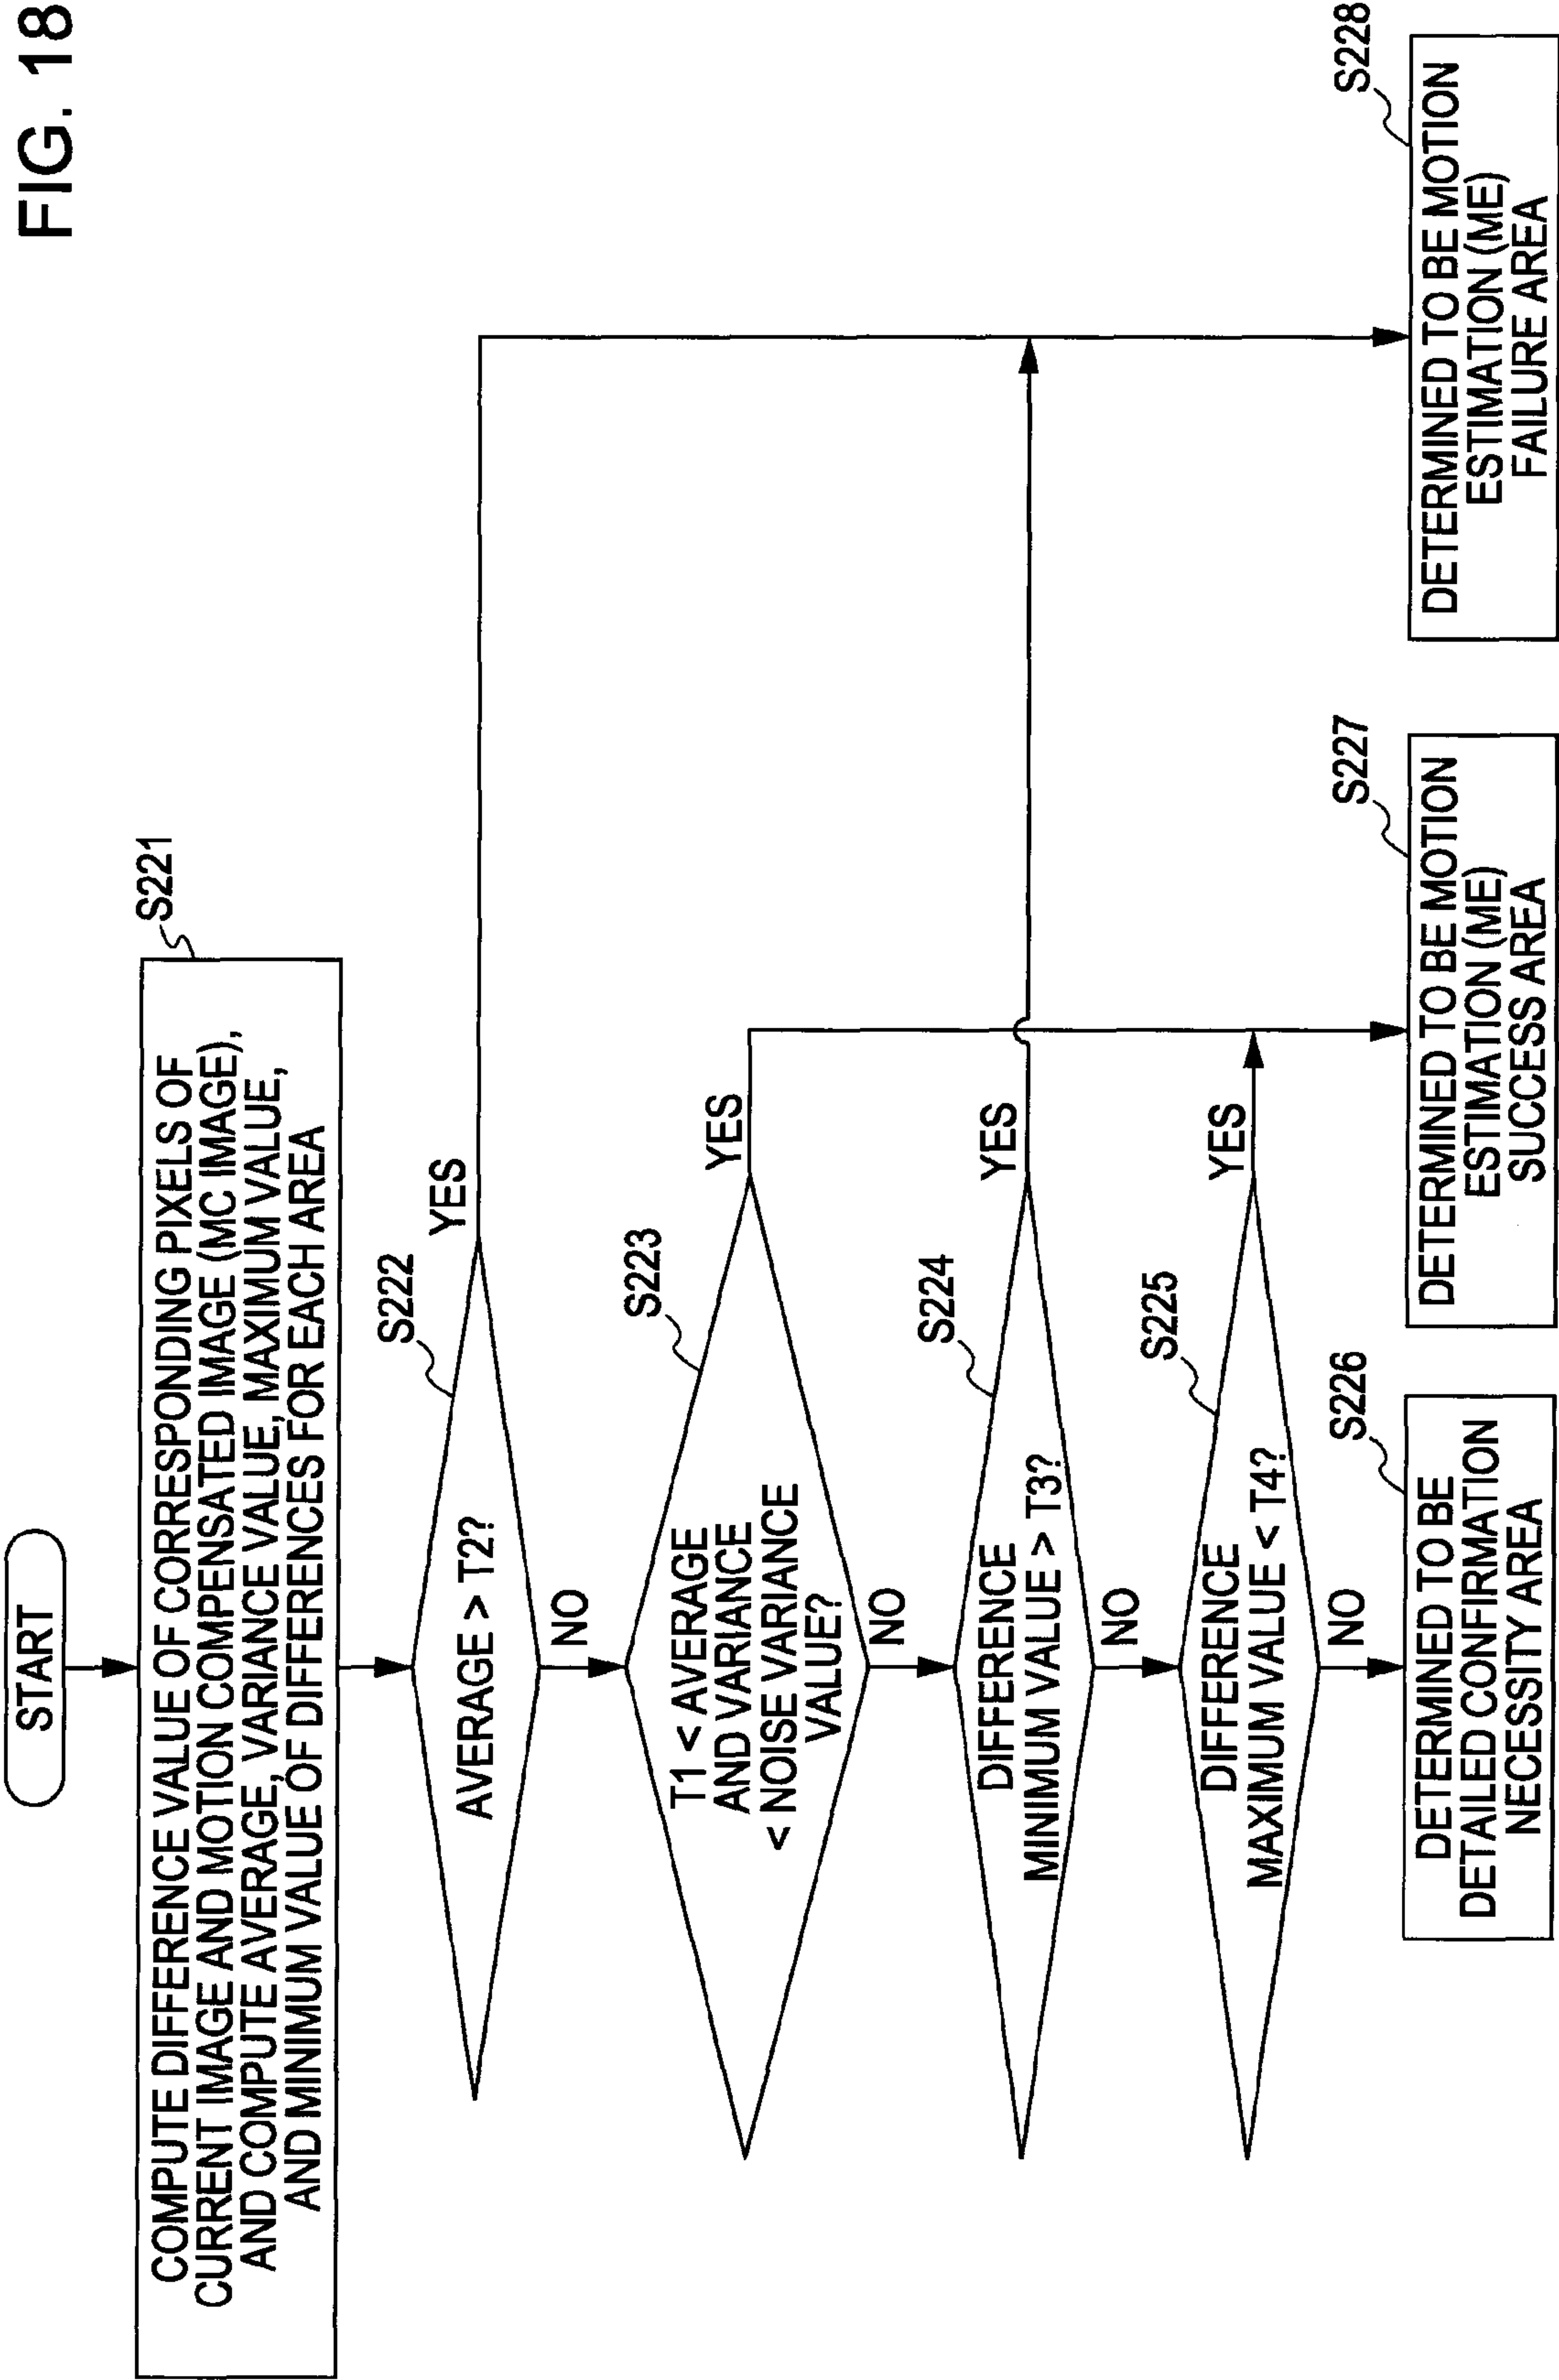 FIG. 18
START
S221
COMPUTE DIFFERENCE VALUE OF CORRESPONDING PIXELS OF
CURRENT IMAGE AND MOTION COMPENSATED IMAGE (MC IMAGE),
AND COMPUTE AVERAGE, VARIANCE VALUE, MAXIMUM VALUE,
AND MINIMUM VALUE OF DIFFERENCES FOR EACH AREA
S222
AVERAGE > T2?
YES
NO
S223
T1 < AVERAGE
AND VARIANCE
< NOISE VARIANCE
VALUE?
YES
NO
S224
DIFFERENCE
MINIMUM VALUE > T3?
YES
NO
S225
DIFFERENCE
MAXIMUM VALUE < T4?
YES
NO
S226
DETERMINED TO BE
DETAILED CONFIRMATION
NECESSITY AREA
S227
DETERMINED TO BE MOTION
ESTIMATION (ME)
SUCCESS AREA
S228
DETERMINED TO BE MOTION
ESTIMATION (ME)
FAILURE AREA